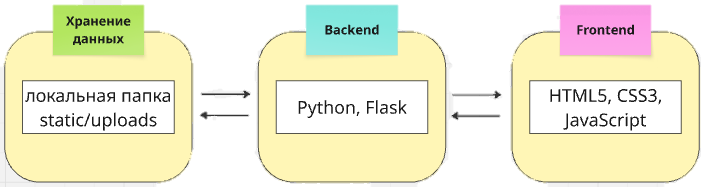 Хранение
данных
Backend
Frontend
локальная папка
static/uploads
Python, Flask
HTML5, CSS3,
JavaScript